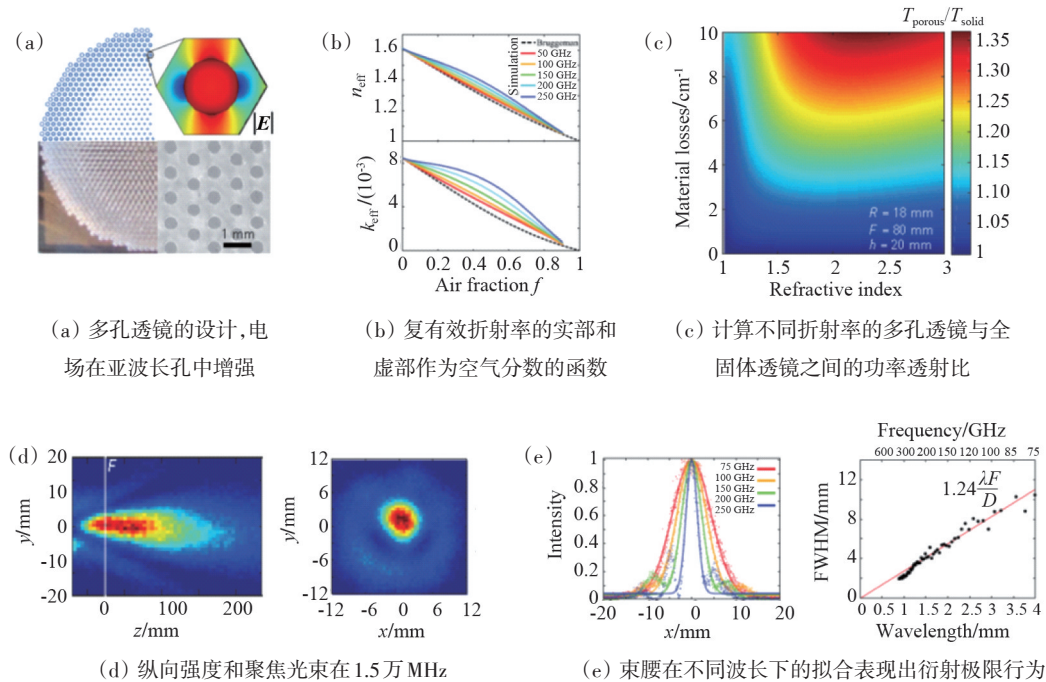 (a)
|E|
1 mm
(b)
1.6
1.4
1.2
1
n_eff
Simulation
Bruggeman
50 GHz
100 GHz
150 GHz
200 GHz
250 GHz
8
4
0
k_eff/(10⁻³)
0 0.2 0.4 0.6 0.8 1
Air fraction f
(c)
T_porous/T_solid
10
8
6
4
2
0
Material losses/cm⁻¹
R = 18 mm
F = 80 mm
h = 20 mm
1 1.5 2 2.5 3
Refractive index
1.35
1.30
1.25
1.20
1.15
1.10
1.05
1
(a) 多孔透镜的设计,电
场在亚波长孔中增强
(b) 复有效折射率的实部和
虚部作为空气分数的函数
(c) 计算不同折射率的多孔透镜与全
固体透镜之间的功率透射比
(d)
20
10
0
-10
-20
y/mm
F
0 100 200
z/mm
12
6
0
-6
-12
y/mm
-12 -6 0 6 12
x/mm
(e)
1
0.8
0.6
0.4
0.2
0
Intensity
75 GHz
100 GHz
150 GHz
200 GHz
250 GHz
-20 -10 0 10 20
x/mm
Frequency/GHz
600 300 200 150 120 100 85 75
12
8
4
0
FWHM/mm
1.24 λF/D
0 0.5 1 1.5 2 2.5 3 3.5 4
Wavelength/mm
(d) 纵向强度和聚焦光束在1.5万 MHz
(e) 束腰在不同波长下的拟合表现出衍射极限行为